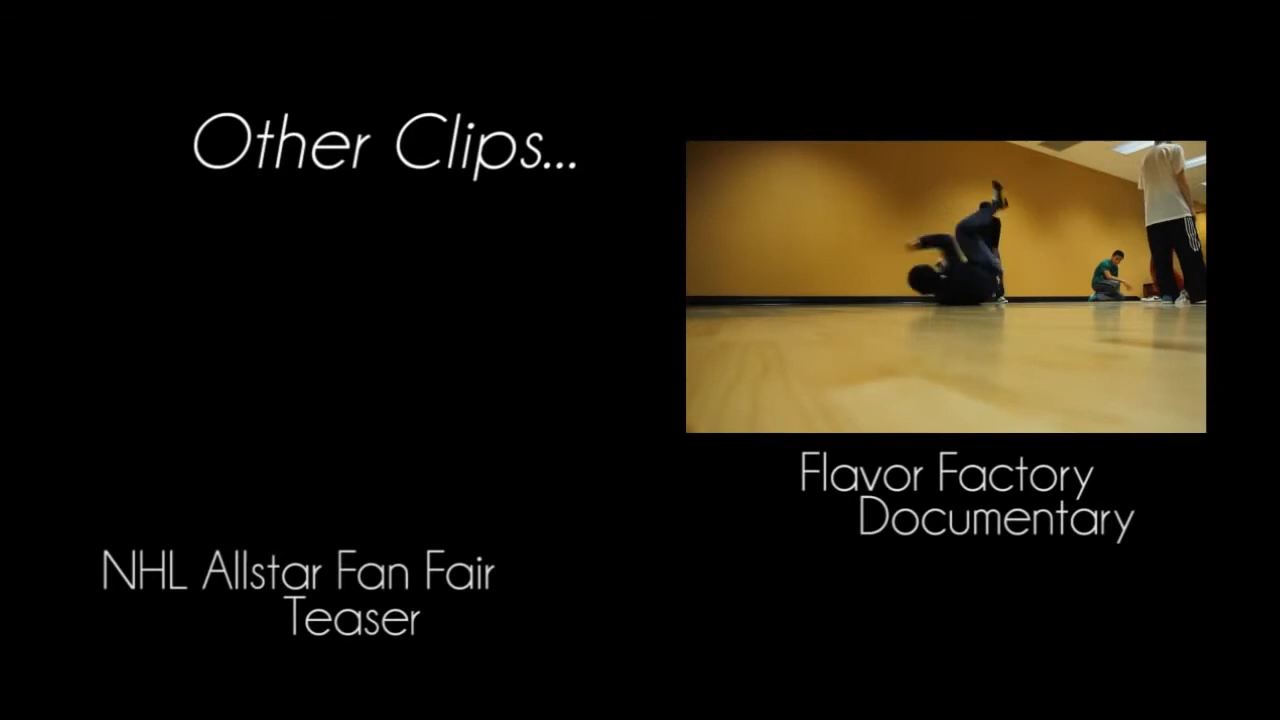 Other Clips...
Flavor Factory
Documentary
NHL Allstar Fan Fair
Teaser